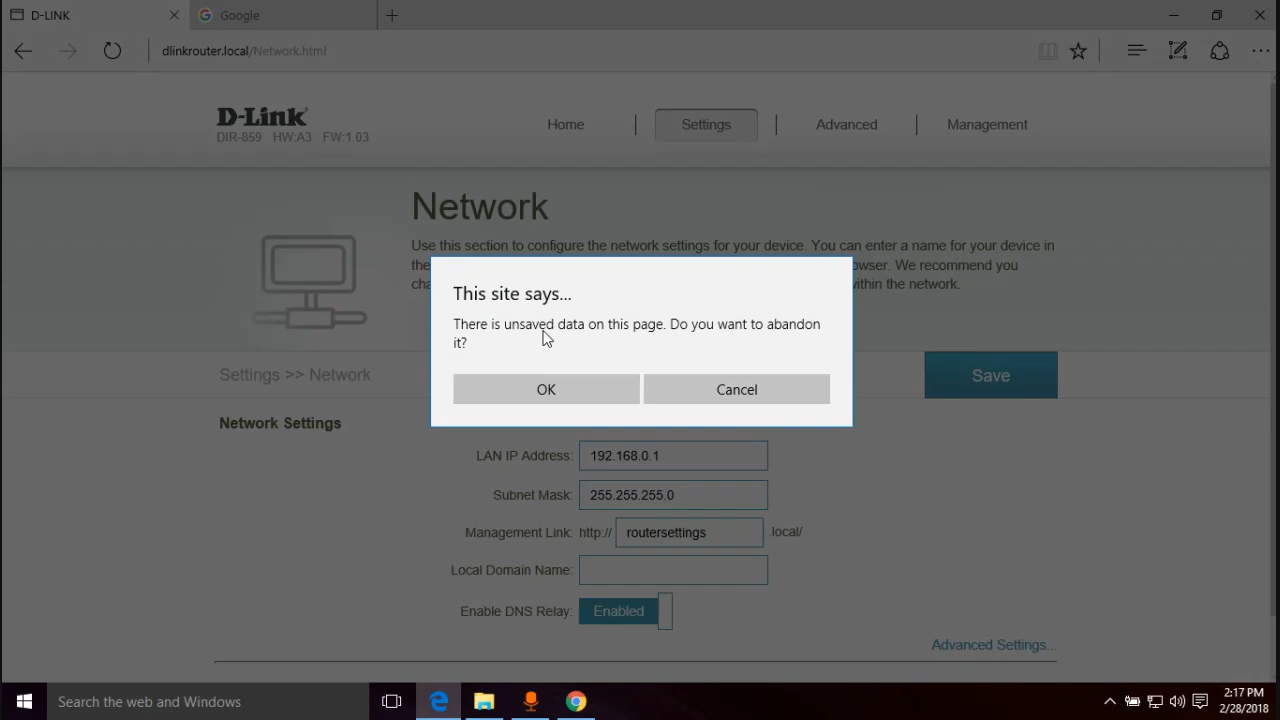 D-LINK
Google
dlinkrouter.local/Network.html
D-Link
DIR-859 HW:A3 FW:1.03
Home
Settings
Advanced
Management
Network
Use this section to configure the network settings for your device. You can enter a name for your device in
the
owser. We recommend you
cha
within the network.
This site says...
There is unsaved data on this page. Do you want to abandon
it?
OK
Cancel
Settings >> Network
Save
Network Settings
LAN IP Address: 192.168.0.1
Subnet Mask: 255.255.255.0
Management Link: http:// routersettings .local/
Local Domain Name:
Enable DNS Relay: Enabled
Advanced Settings...
Search the web and Windows
2:17 PM
2/28/2018